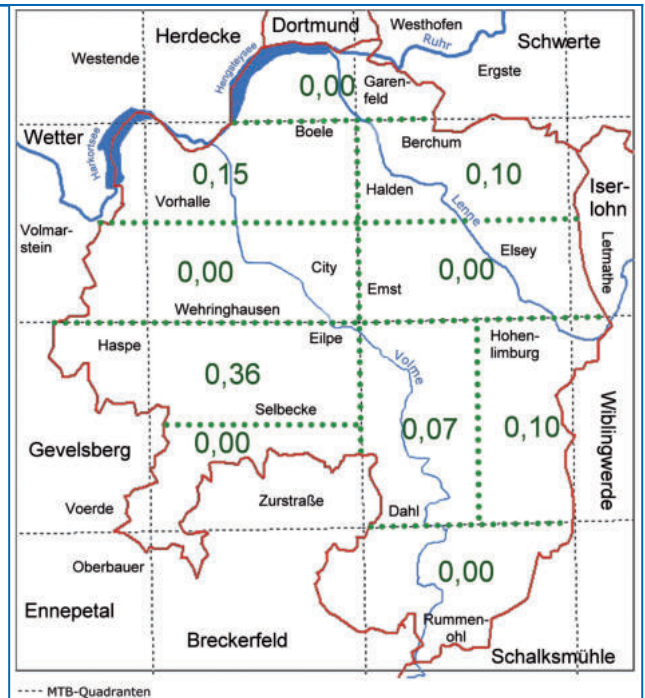 Dortmund
Westhofen
Herdecke
Ruhr
Schwerte
Westende
Hengsteysee
Ergste
0,00
Garen-
feld
Boele
Wetter
Harkortsee
Berchum
0,15
0,10
Iser-
lohn
Vorhalle
Halden
Lenne
Volmar-
stein
Elsey
Letmathe
City
0,00
0,00
Emst
Wehringhausen
Eilpe
Hohen-
limburg
Haspe
Volme
0,36
Selbecke
0,07
0,10
Wiblingwerde
0,00
Gevelsberg
Zurstraße
Voerde
Dahl
Oberbauer
0,00
Ennepetal
Rummen-
ohl
Breckerfeld
Schalksmühle
---- MTB-Quadranten